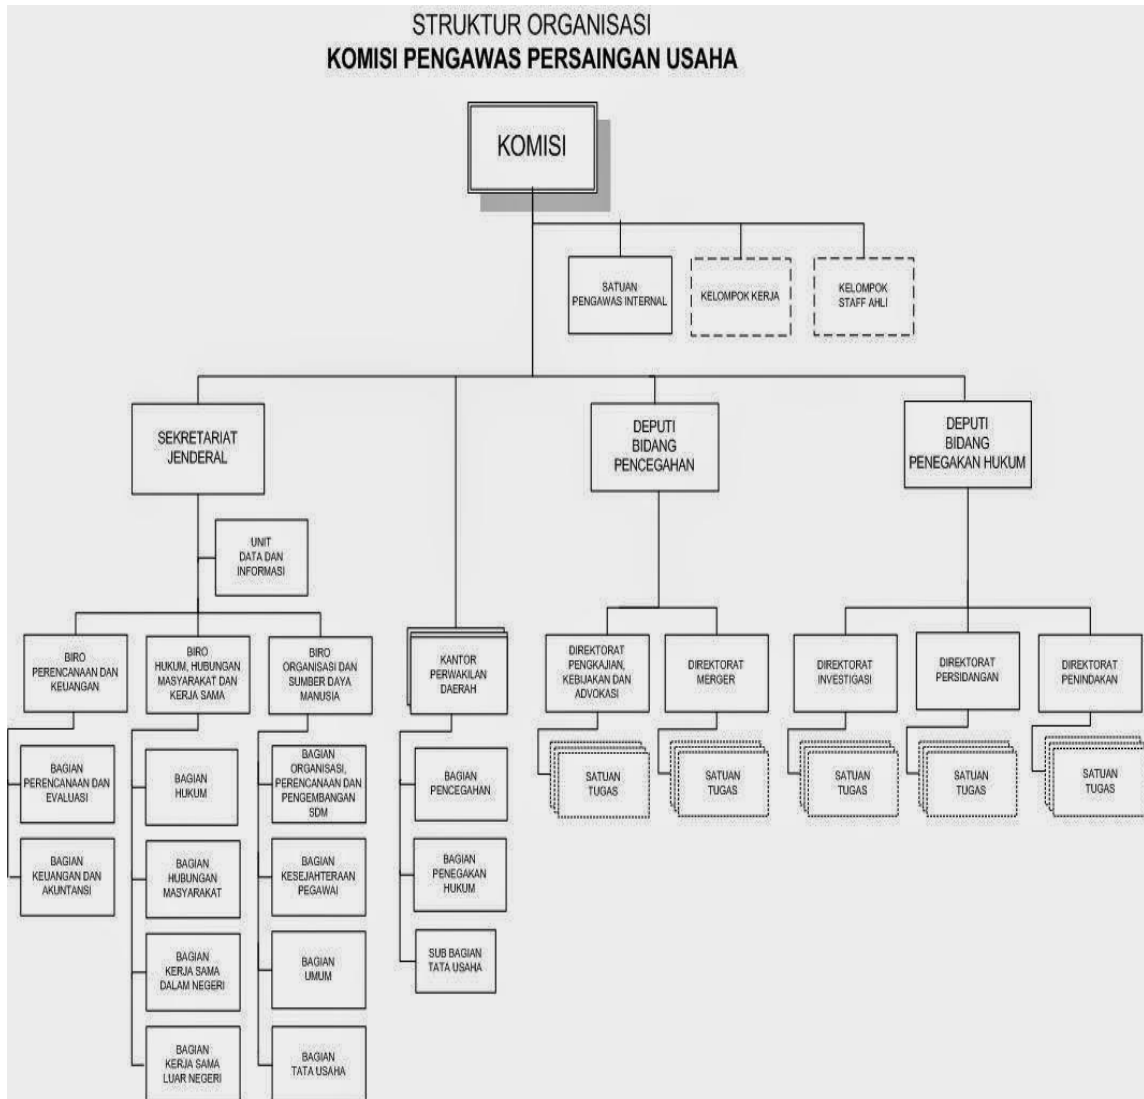 STRUKTUR ORGANISASI
KOMISI PENGAWAS PERSAINGAN USAHA
KOMISI
SATUAN
PENGAWAS INTERNAL
KELOMPOK KERJA
KELOMPOK
STAFF AHLI
SEKRETARIAT
JENDERAL
DEPUTI
BIDANG
PENCEGAHAN
DEPUTI
BIDANG
PENEGAKAN HUKUM
UNIT
DATA DAN
INFORMASI
BIRO
PERENCANAAN DAN
KEUANGAN
BIRO
HUKUM, HUBUNGAN
MASYARAKAT DAN
KERJA SAMA
BIRO
ORGANISASI DAN
SUMBER DAYA
MANUSIA
KANTOR
PERWAKILAN
DAERAH
DIREKTORAT
PENGKAJIAN,
KEBIJAKAN DAN
ADVOKASI
DIREKTORAT
MERGER
DIREKTORAT
INVESTIGASI
DIREKTORAT
PERSIDANGAN
DIREKTORAT
PENINDAKAN
BAGIAN
PERENCANAAN DAN
EVALUASI
BAGIAN
HUKUM
BAGIAN
ORGANISASI,
PERENCANAAN DAN
PENGEMBANGAN
SDM
BAGIAN
PENCEGAHAN
SATUAN
TUGAS
SATUAN
TUGAS
SATUAN
TUGAS
SATUAN
TUGAS
SATUAN
TUGAS
BAGIAN
KEUANGAN DAN
AKUNTANSI
BAGIAN
HUBUNGAN
MASYARAKAT
BAGIAN
KESEJAHTERAAN
PEGAWAI
BAGIAN
PENEGAKAN
HUKUM
BAGIAN
KERJA SAMA
DALAM NEGERI
BAGIAN
UMUM
SUB BAGIAN
TATA USAHA
BAGIAN
KERJA SAMA
LUAR NEGERI
BAGIAN
TATA USAHA